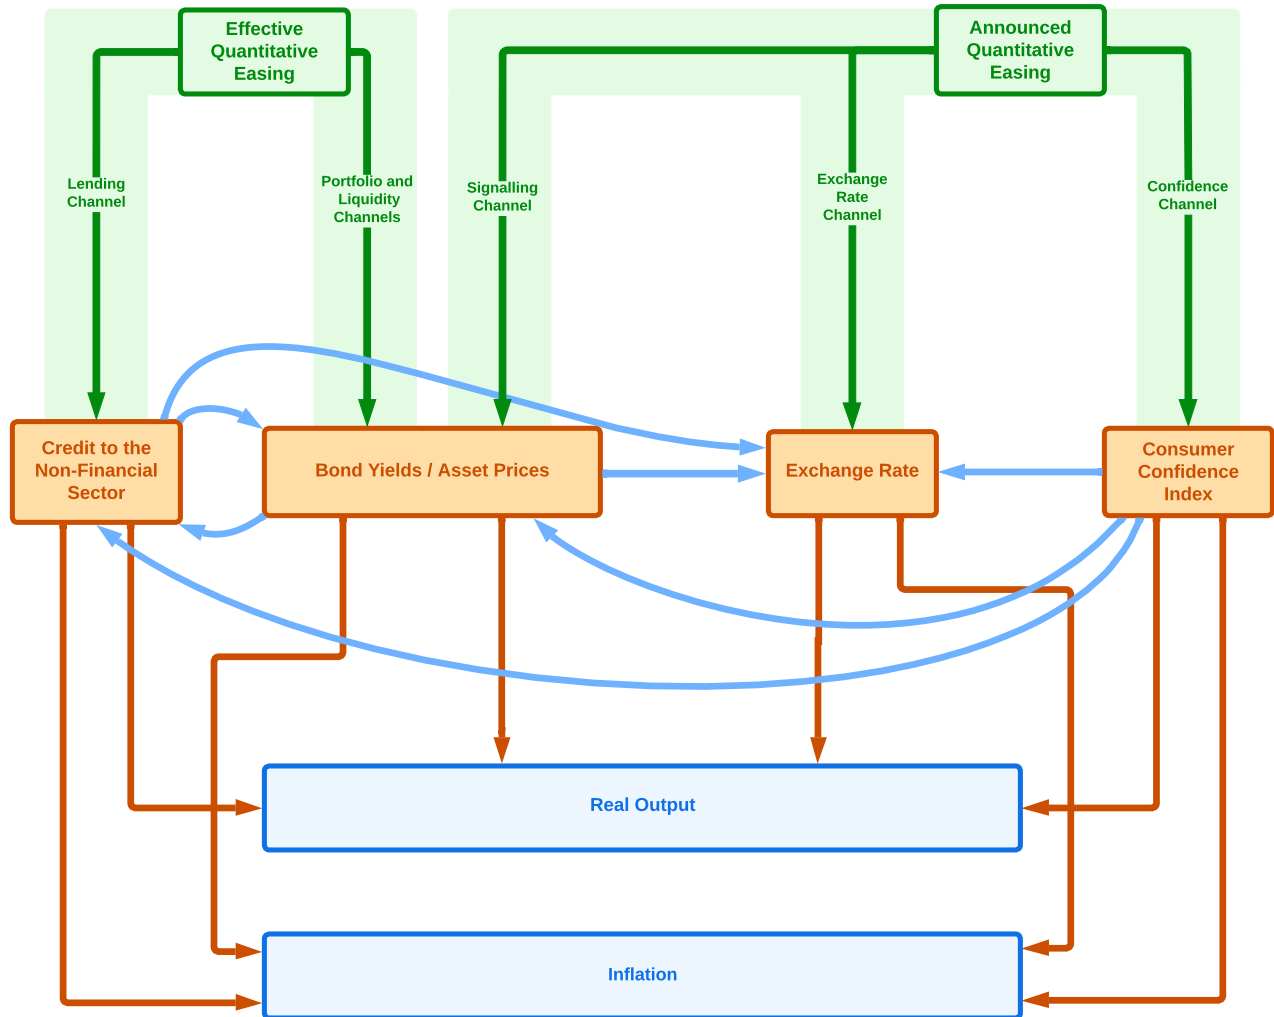 Effective
Quantitative
Easing
Announced
Quantitative
Easing
Lending
Channel
Portfolio and
Liquidity
Channels
Signalling
Channel
Exchange
Rate
Channel
Confidence
Channel
Credit to the
Non-Financial
Sector
Bond Yields / Asset Prices
Exchange Rate
Consumer
Confidence
Index
Real Output
Inflation